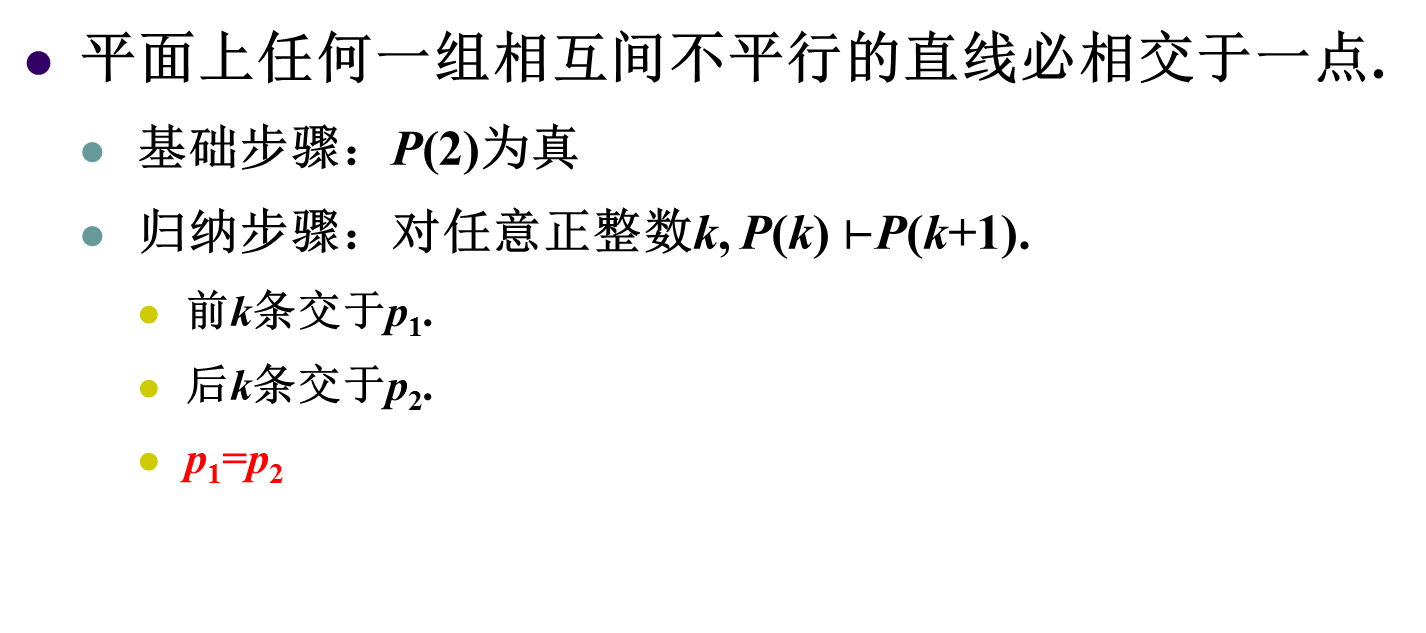 平面上任何一组相互间不平行的直线必相交于一点.
基础步骤：P(2)为真
归纳步骤：对任意正整数k, P(k) ⊢P(k+1).
前k条交于p₁.
后k条交于p₂.
p₁=p₂